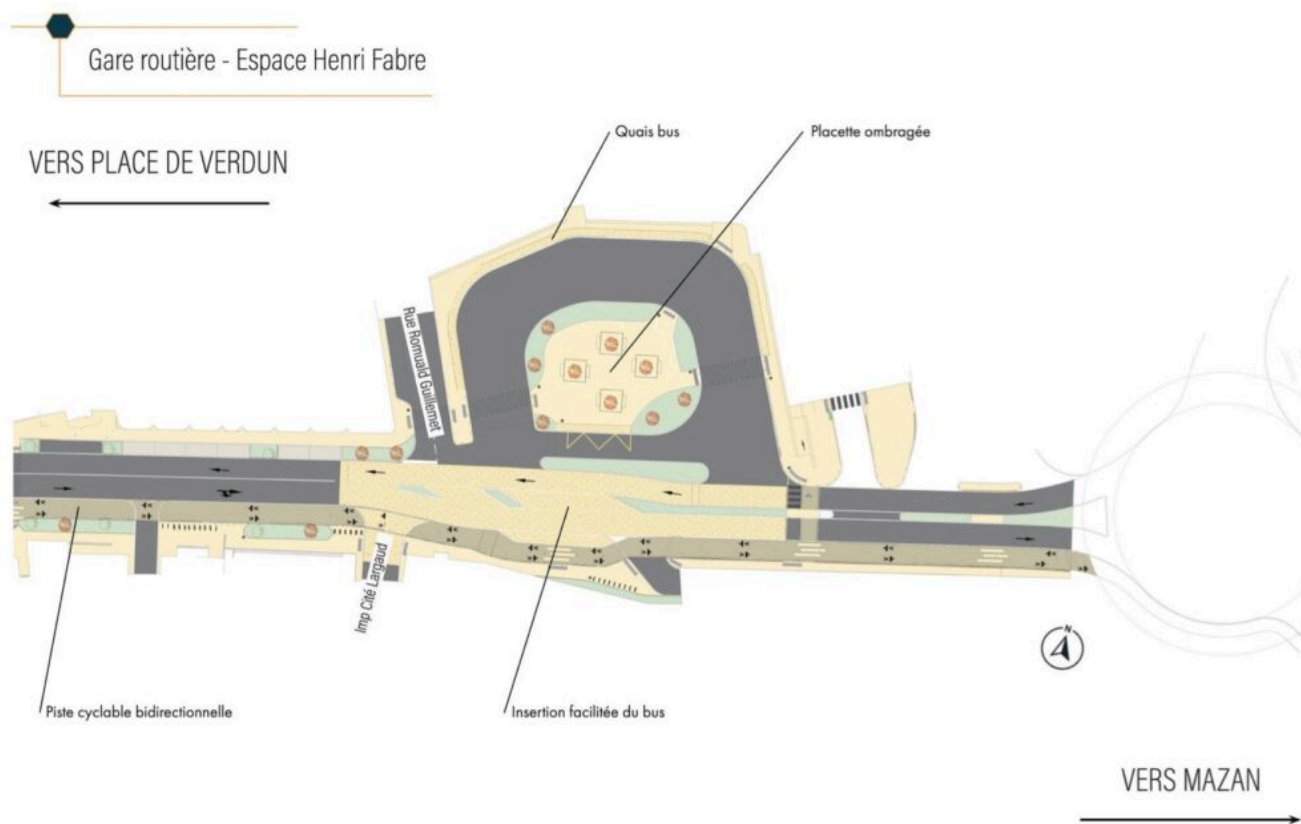 Gare routière - Espace Henri Fabre
VERS PLACE DE VERDUN
Quais bus
Placette ombragée
Rue Romuald Guillemet
Imp Cité Largaud
N
Piste cyclable bidirectionnelle
Insertion facilitée du bus
VERS MAZAN